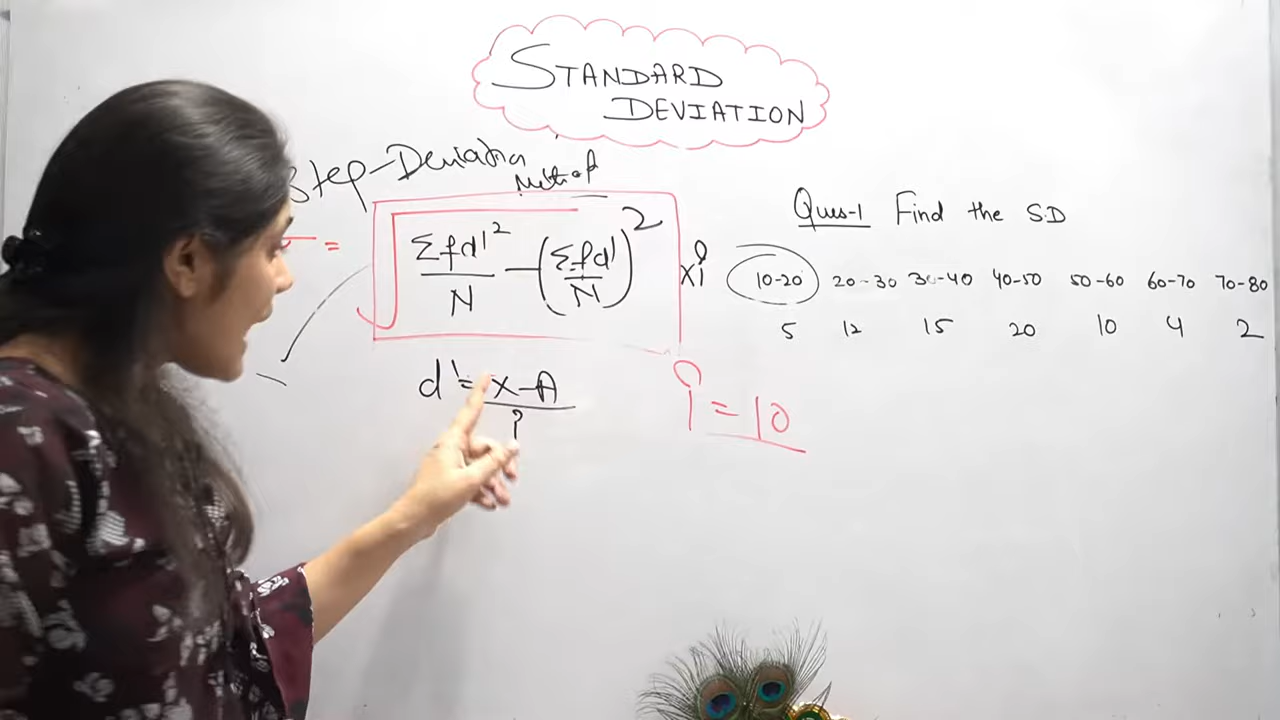 STANDARD
DEVIATION
Step-Deviation
Method
σ = √ Σfd'²/N - (Σfd'/N)² × i
d' = X-A/i
i = 10
Ques-1 Find the SD
10-20 20-30 30-40 40-50 50-60 60-70 70-80
5 12 15 20 10 4 2